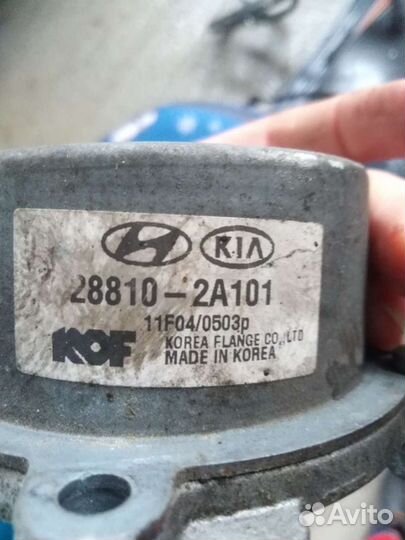 KIA
28810-2A101
11F04/0503p
KOF
KOREA FLANGE CO.,LTD
MADE IN KOREA
Avito